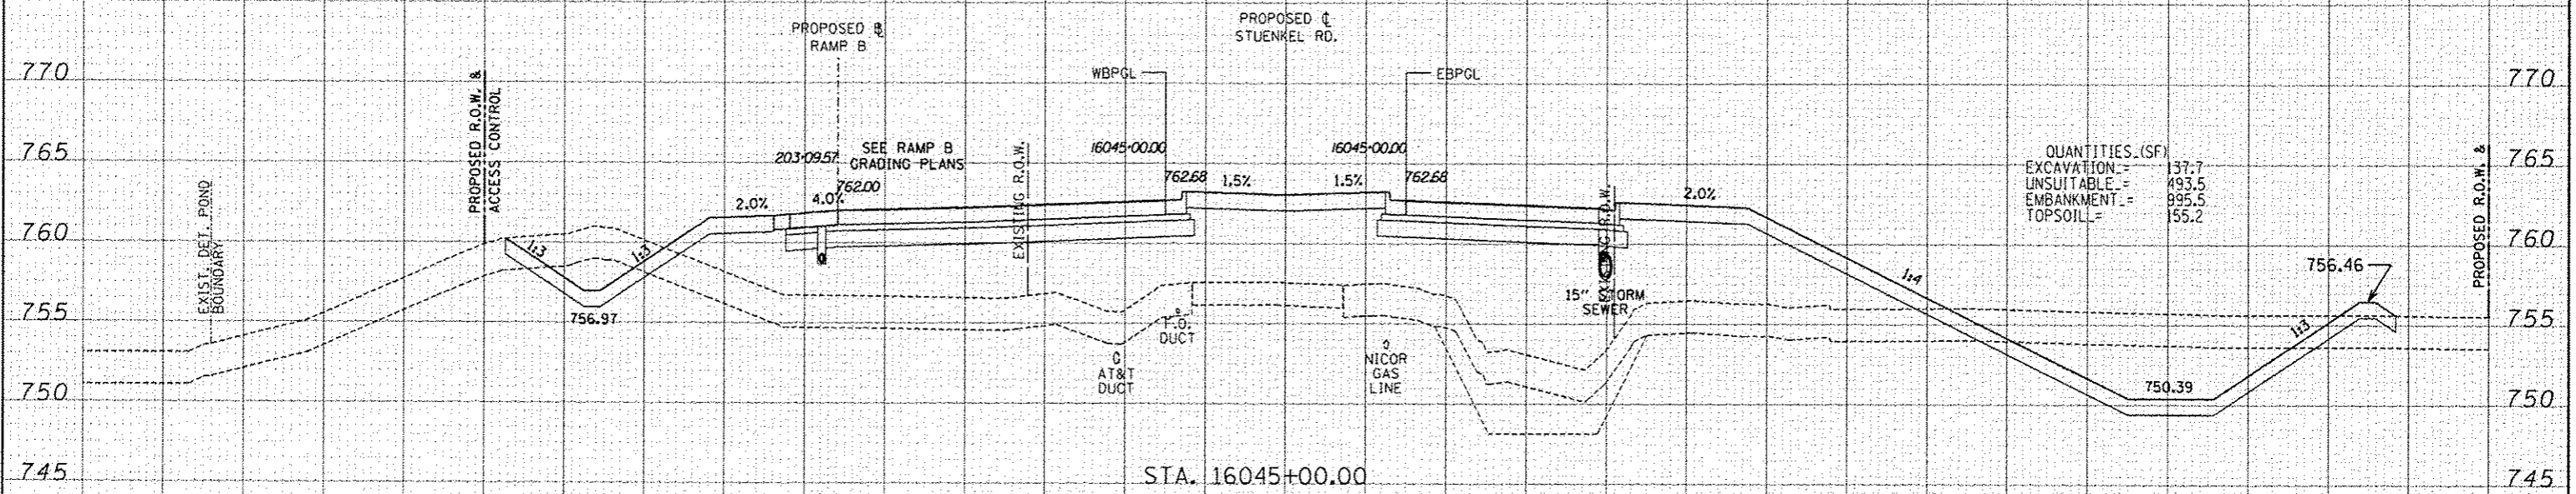 PROPOSED ℄
STUENKEL RD.
PROPOSED ⅊
RAMP B
770
WBPGL
EBPGL
770
PROPOSED R.O.W. &
ACCESS CONTROL
765
203+09.57
SEE RAMP B
GRADING PLANS
762.00
EXISTING R.O.W.
16045+00.00
16045+00.00
765
QUANTITIES (SF)
EXCAVATION = 137.7
UNSUITABLE = 493.5
EMBANKMENT = 995.5
TOPSOIL = 155.2
PROPOSED R.O.W. &
EXIST. DET. POND
BOUNDARY
2.0%
4.0%
762.68
1.5%
1.5%
762.68
EXISTING R.O.W.
2.0%
760
1:3
1:3
1:4
756.46
760
755
756.97
DUCT
15" STORM
SEWER
1:3
755
AT&T
DUCT
NICOR
GAS
LINE
750
750.39
750
745
STA. 16045+00.00
745